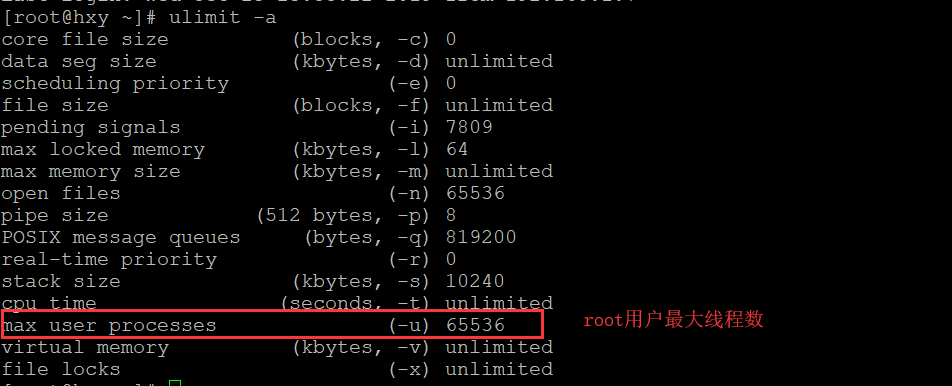 [root@hxy ~]# ulimit -a
core file size (blocks, -c) 0
data seg size (kbytes, -d) unlimited
scheduling priority (-e) 0
file size (blocks, -f) unlimited
pending signals (-i) 7809
max locked memory (kbytes, -l) 64
max memory size (kbytes, -m) unlimited
open files (-n) 65536
pipe size (512 bytes, -p) 8
POSIX message queues (bytes, -q) 819200
real-time priority (-r) 0
stack size (kbytes, -s) 10240
cpu time (seconds, -t) unlimited
max user processes (-u) 65536 root用户最大线程数
virtual memory (kbytes, -v) unlimited
file locks (-x) unlimited